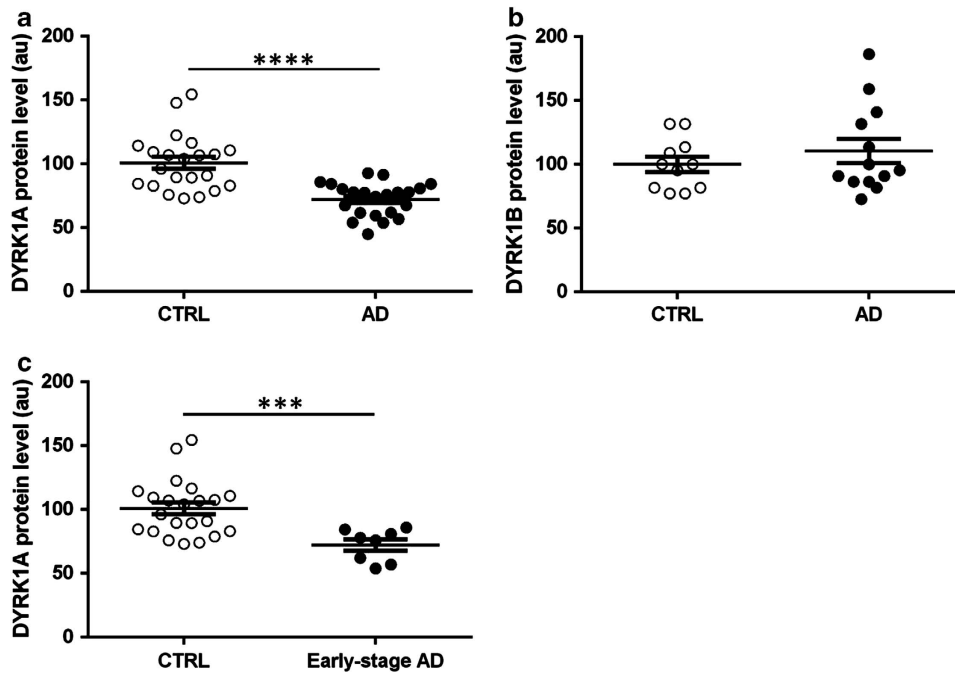 a
DYRK1A protein level (au)
200
150
100
50
0
****
CTRL AD
b
DYRK1B protein level (au)
200
150
100
50
0
CTRL AD
c
DYRK1A protein level (au)
200
150
100
50
0
***
CTRL Early-stage AD